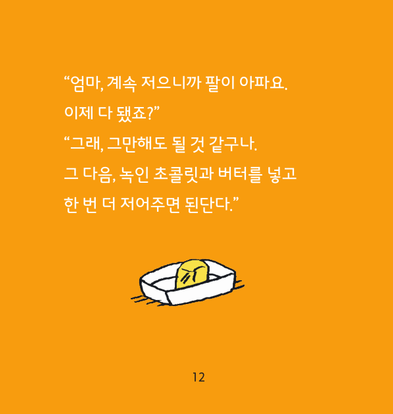 “엄마, 계속 저으니까 팔이 아파요.
이제 다 됐죠?”
“그래, 그만해도 될 것 같구나.
그 다음, 녹인 초콜릿과 버터를 넣고
한 번 더 저어주면 된단다.”
12